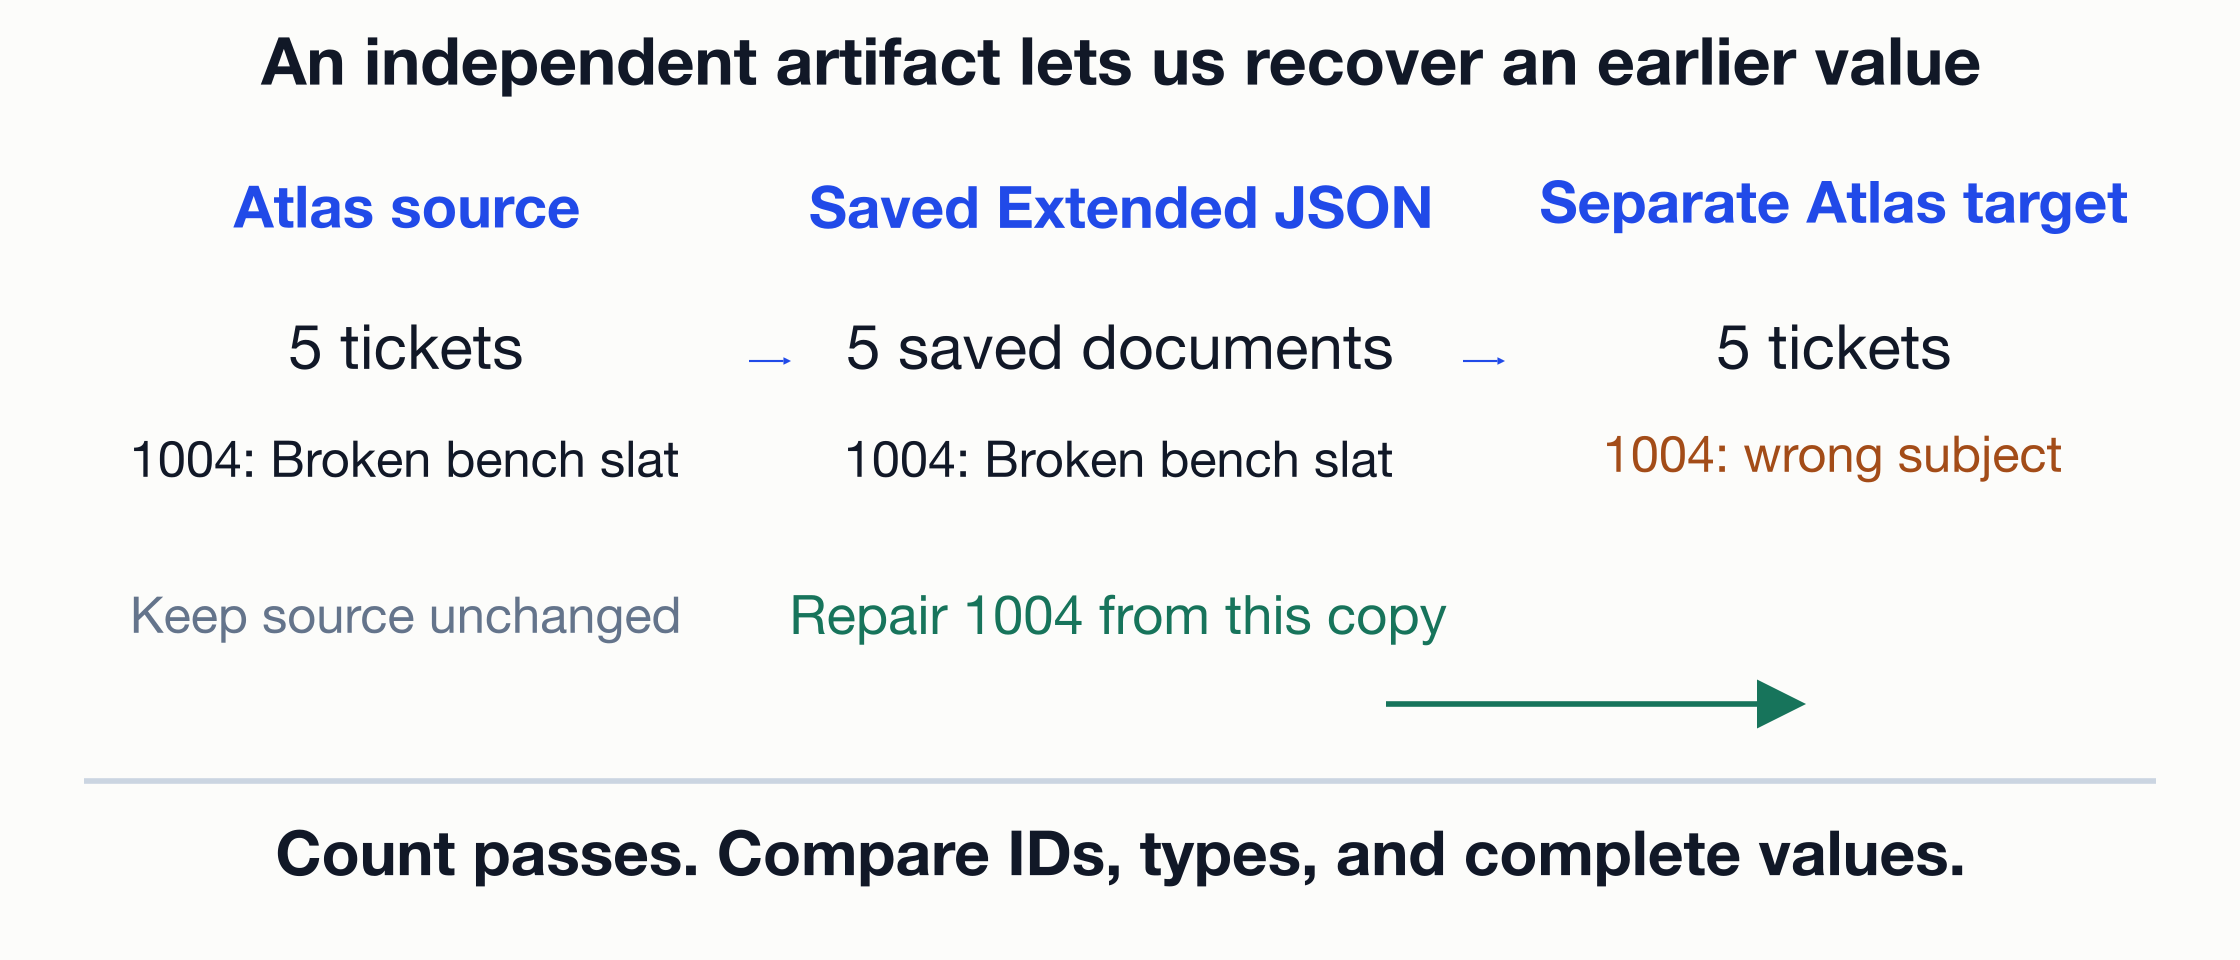 An independent artifact lets us recover an earlier value
Atlas source
Saved Extended JSON
Separate Atlas target
5 tickets
5 saved documents
5 tickets
1004: Broken bench slat
1004: Broken bench slat
1004: wrong subject
Keep source unchanged
Repair 1004 from this copy
Count passes. Compare IDs, types, and complete values.